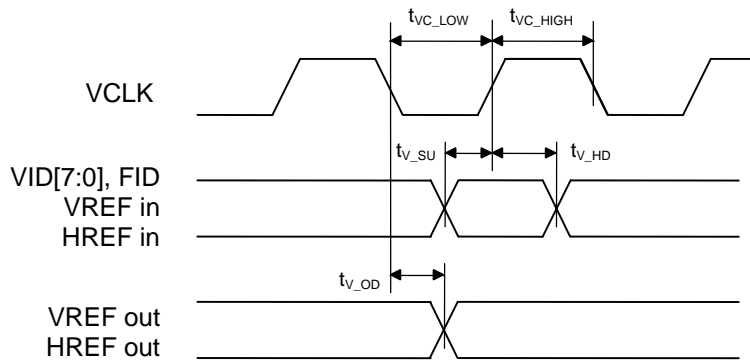 tVC_LOW tVC_HIGH
VCLK
tV_SU tV_HD
VID[7:0], FID
VREF in
HREF in
tV_OD
VREF out
HREF out